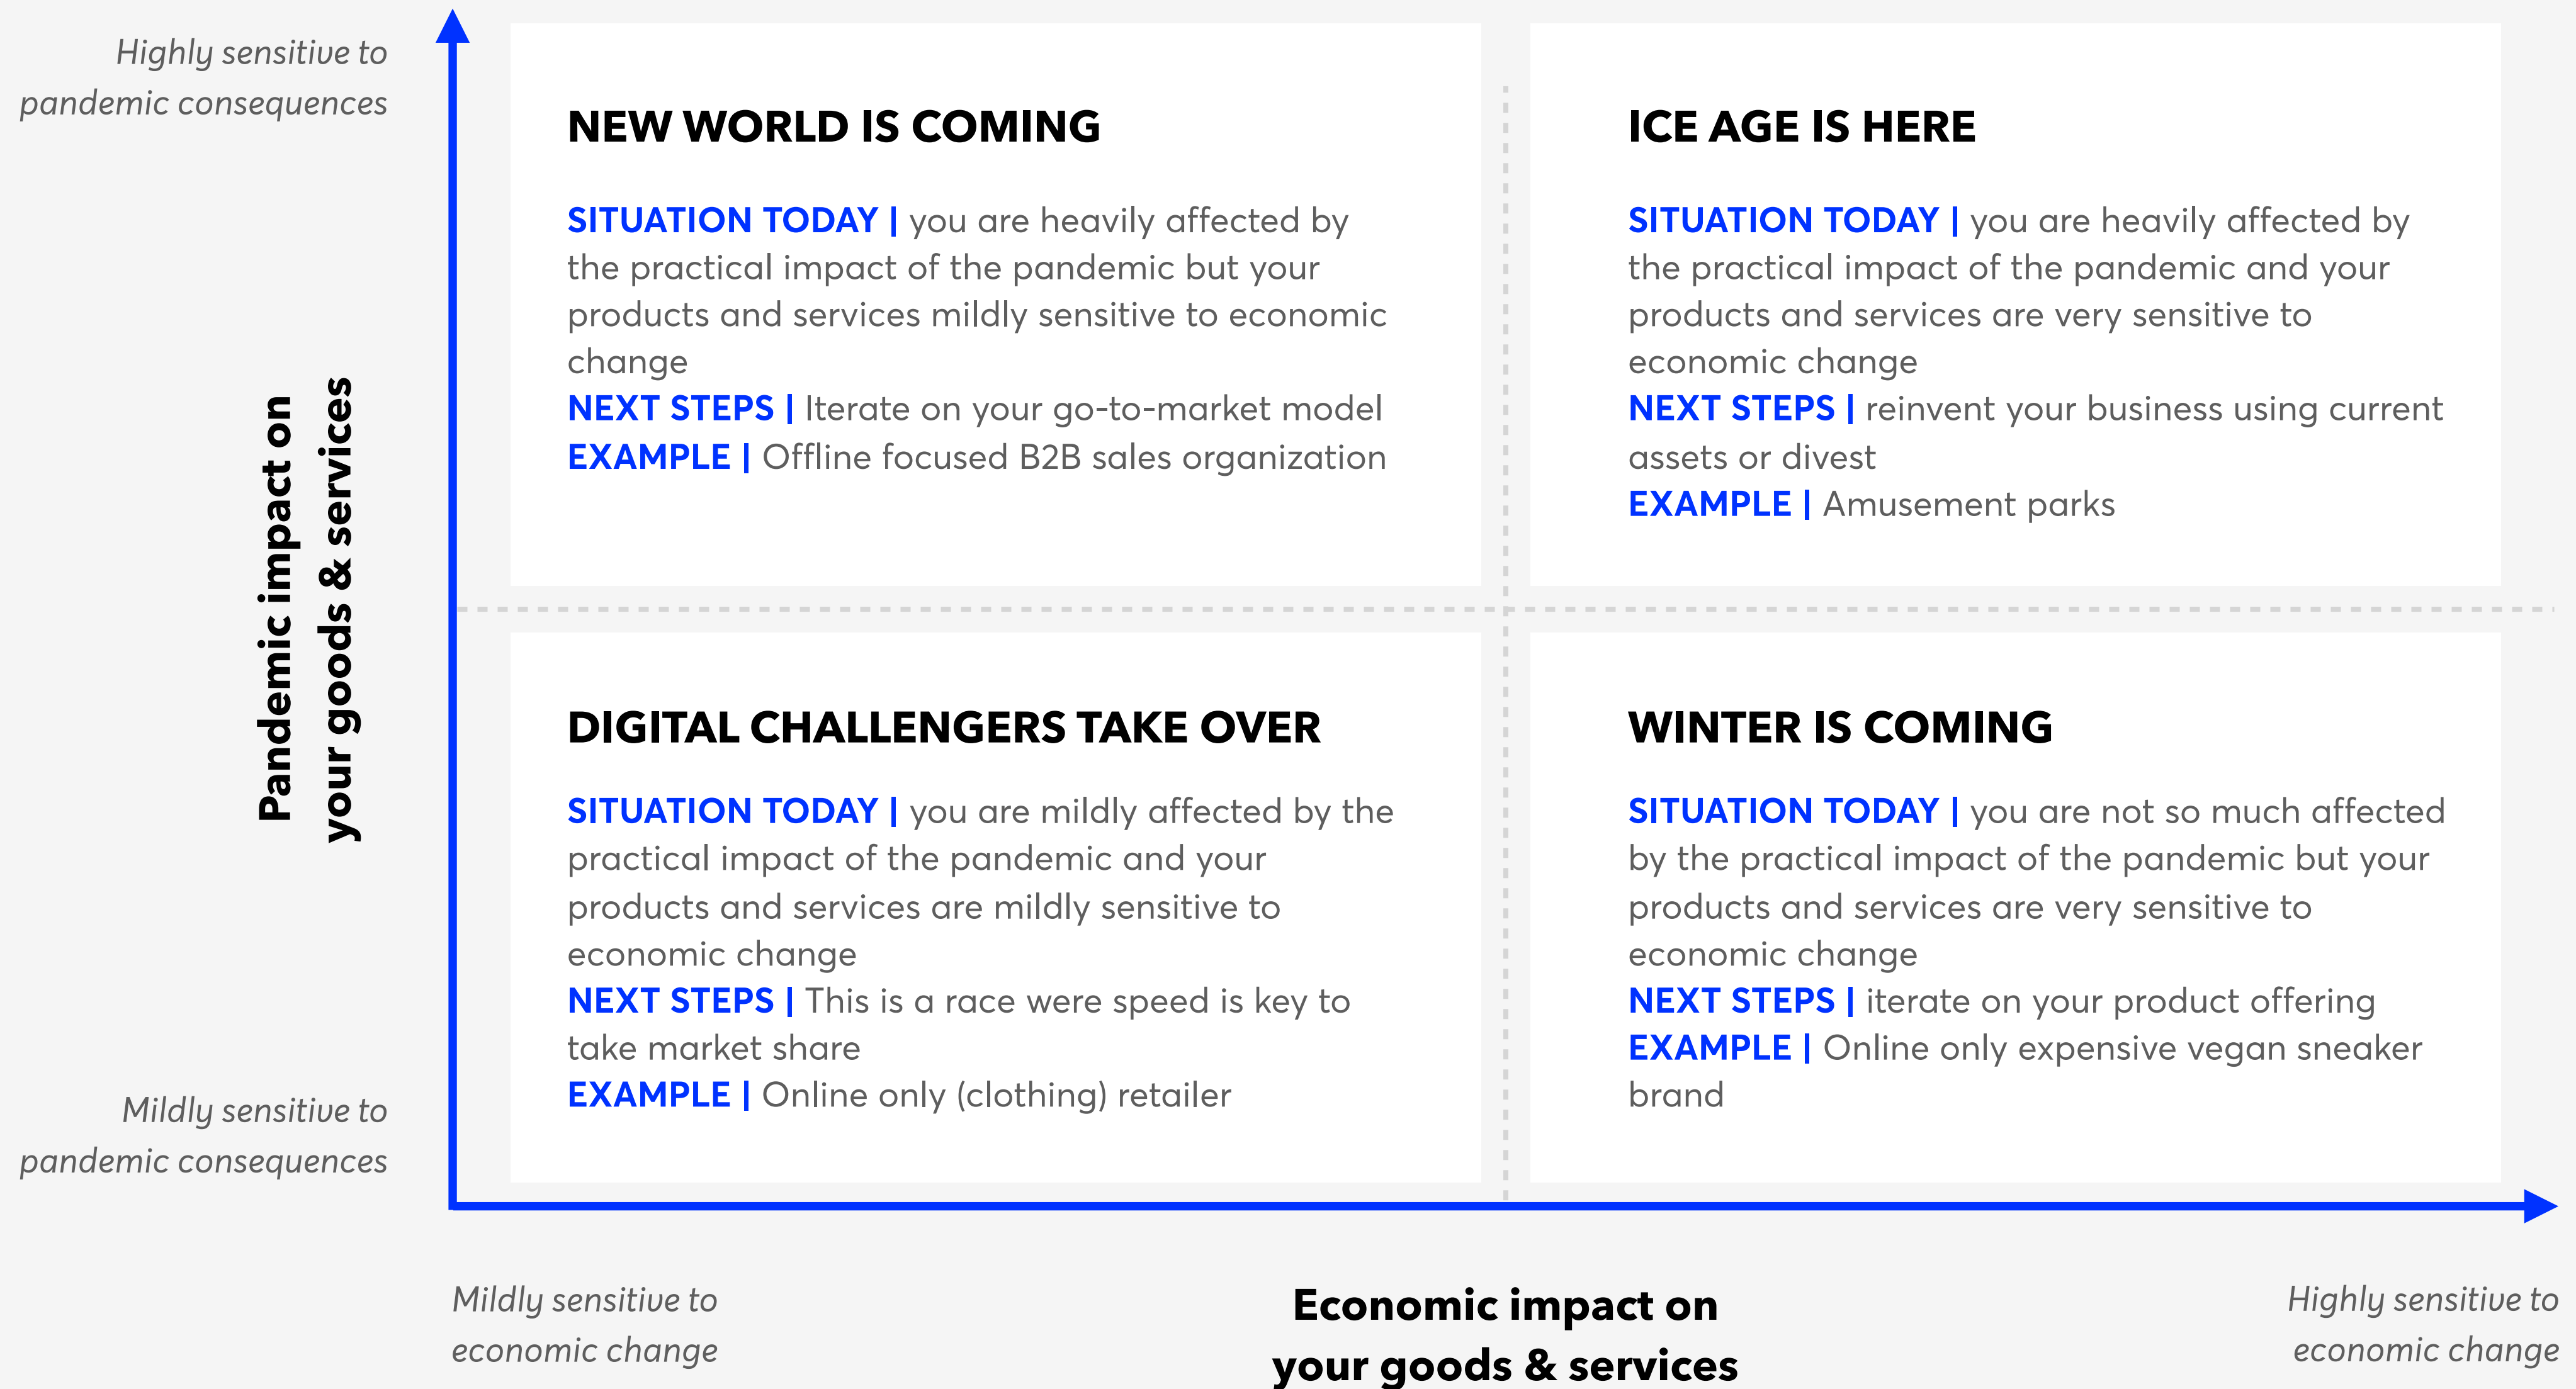 Highly sensitive to
pandemic consequences
Pandemic impact on
your goods & services
Mildly sensitive to
pandemic consequences
NEW WORLD IS COMING
SITUATION TODAY | you are heavily affected by
the practical impact of the pandemic but your
products and services mildly sensitive to economic
change
NEXT STEPS | Iterate on your go-to-market model
EXAMPLE | Offline focused B2B sales organization
ICE AGE IS HERE
SITUATION TODAY | you are heavily affected by
the practical impact of the pandemic and your
products and services are very sensitive to
economic change
NEXT STEPS | reinvent your business using current
assets or divest
EXAMPLE | Amusement parks
DIGITAL CHALLENGERS TAKE OVER
SITUATION TODAY | you are mildly affected by the
practical impact of the pandemic and your
products and services are mildly sensitive to
economic change
NEXT STEPS | This is a race were speed is key to
take market share
EXAMPLE | Online only (clothing) retailer
WINTER IS COMING
SITUATION TODAY | you are not so much affected
by the practical impact of the pandemic but your
products and services are very sensitive to
economic change
NEXT STEPS | iterate on your product offering
EXAMPLE | Online only expensive vegan sneaker
brand
Mildly sensitive to
economic change
Economic impact on
your goods & services
Highly sensitive to
economic change